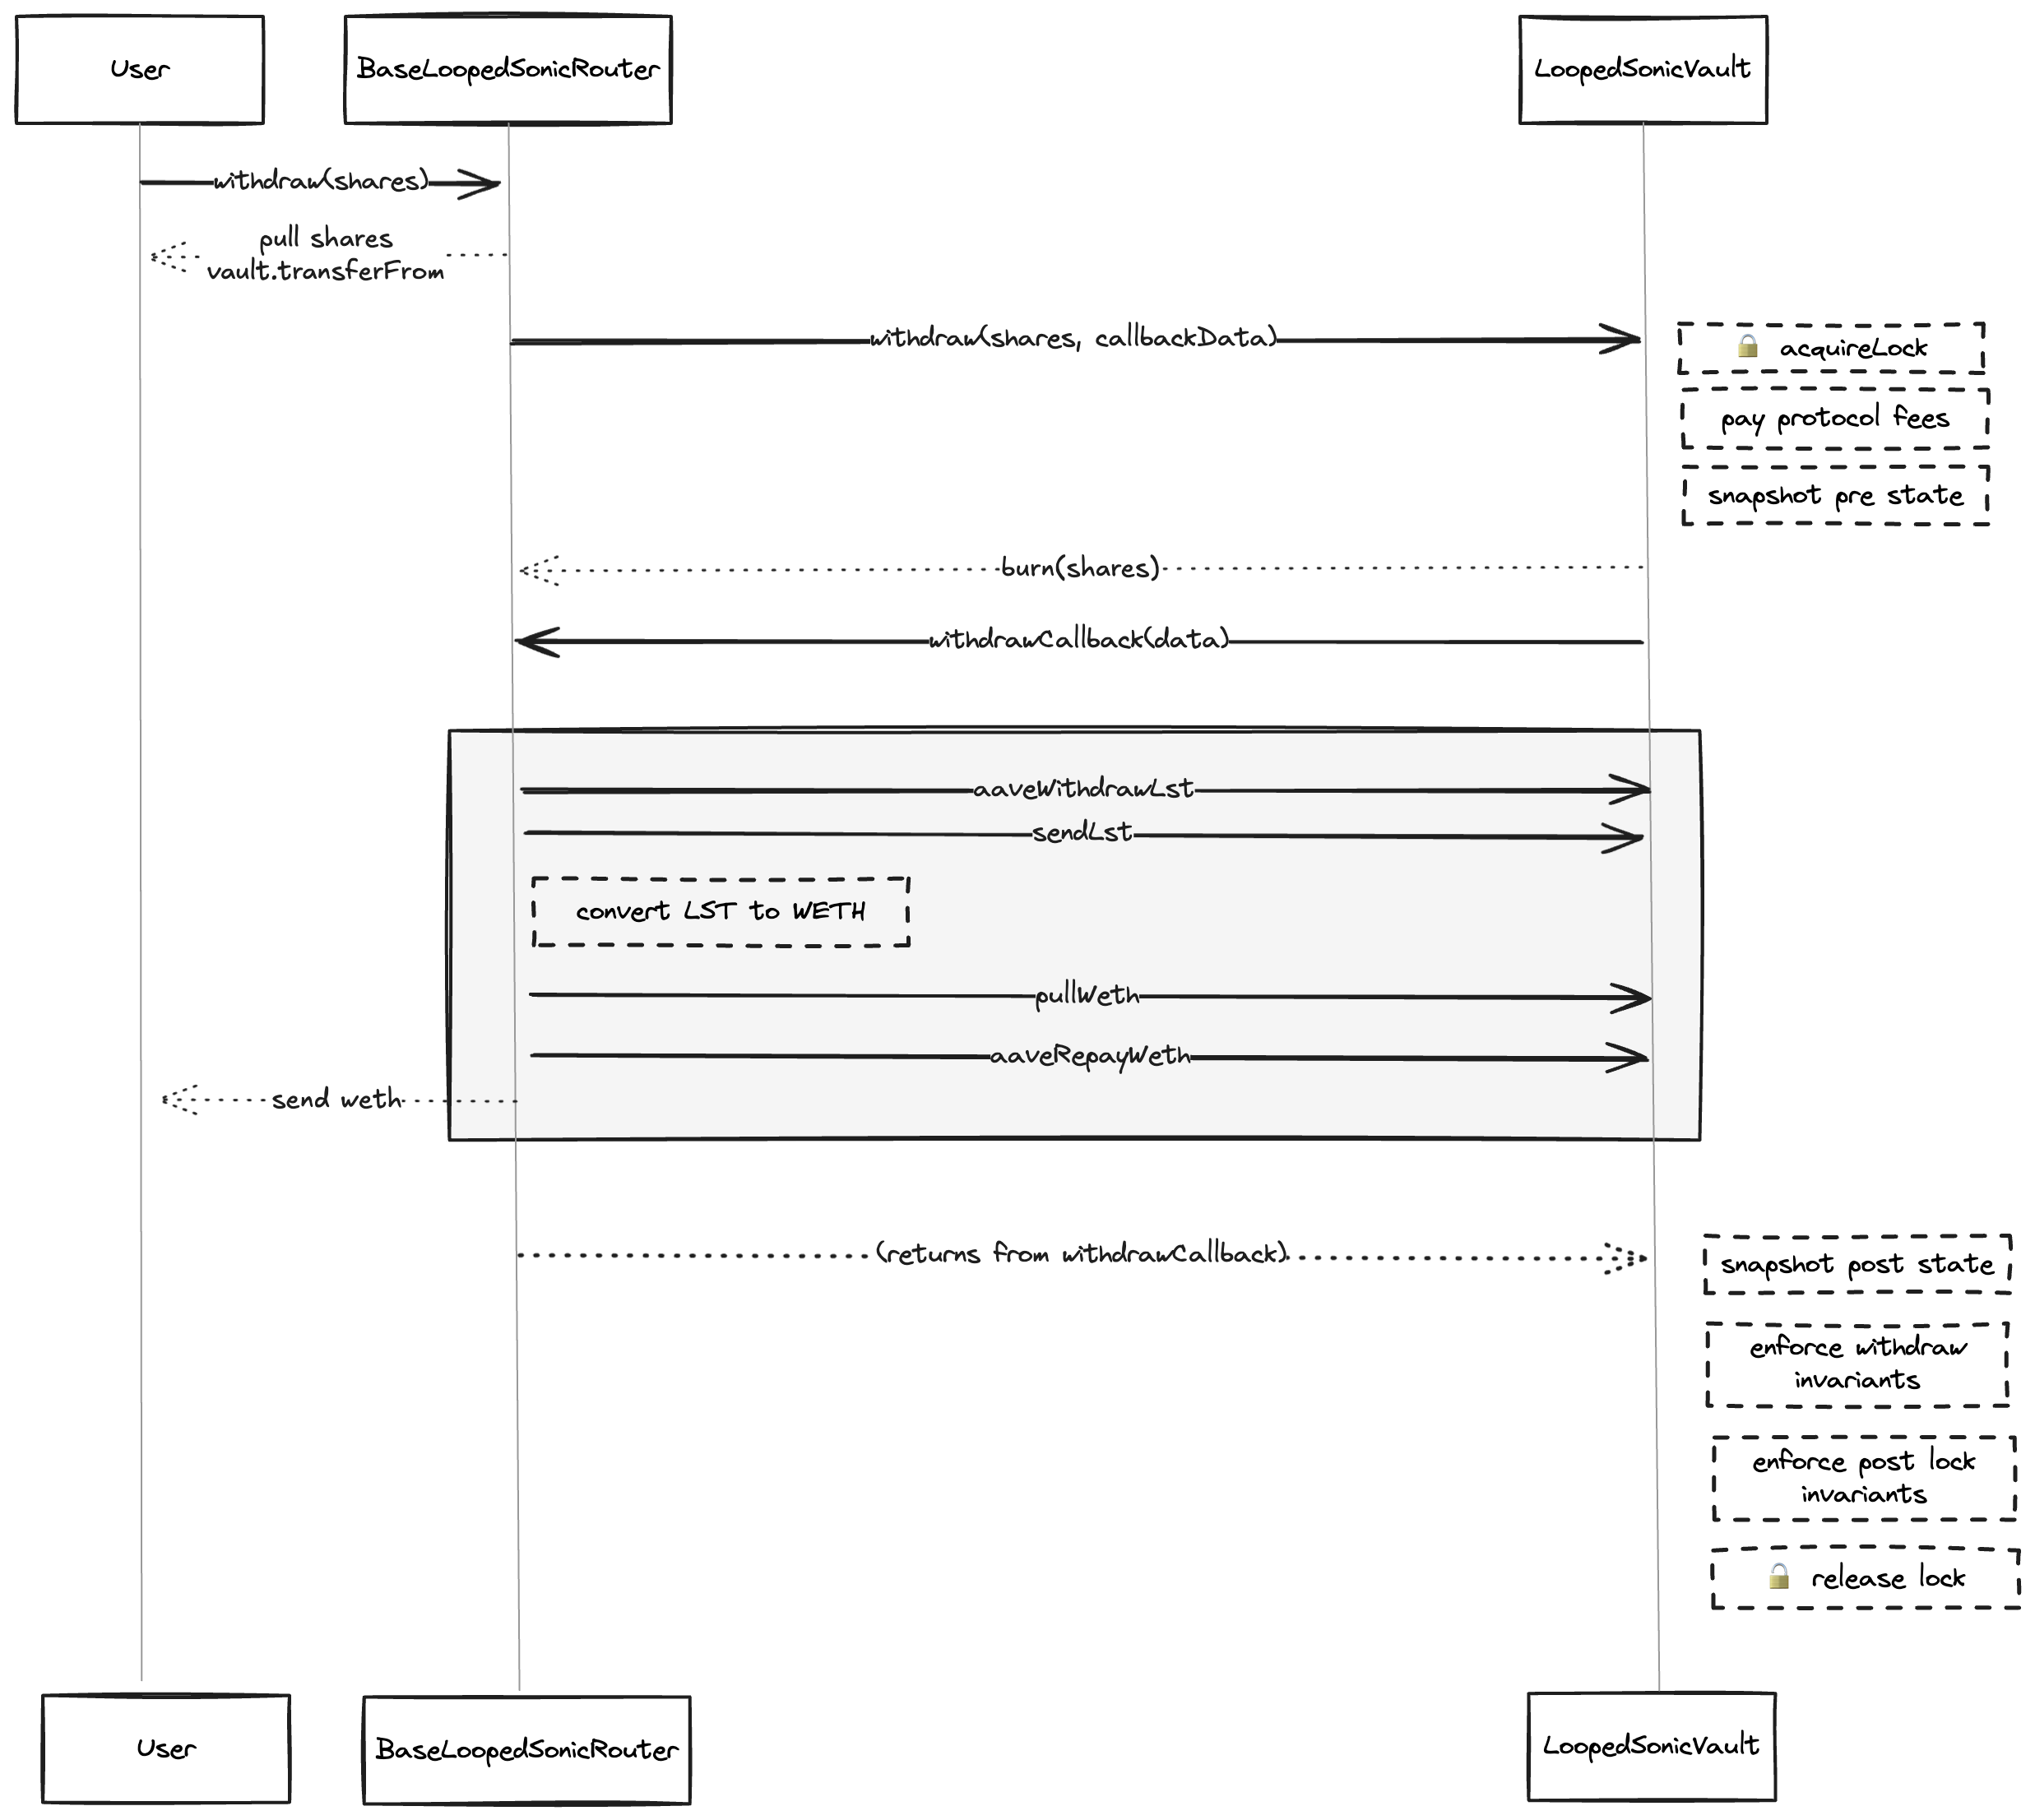 User
BaseLoopedSonicRouter
LoopedSonicVault
withdraw(shares)
pull shares
vault.transferFrom
withdraw(shares, callbackData)
🔒 acquireLock
pay protocol fees
snapshot pre state
burn(shares)
withdrawCallback(data)
aaveWithdrawLst
sendLst
convert LST to WETH
pullWeth
aaveRepayWeth
send weth
(returns from withdrawCallback)
snapshot post state
enforce withdraw
invariants
enforce post lock
invariants
🔓 release lock
User
BaseLoopedSonicRouter
LoopedSonicVault